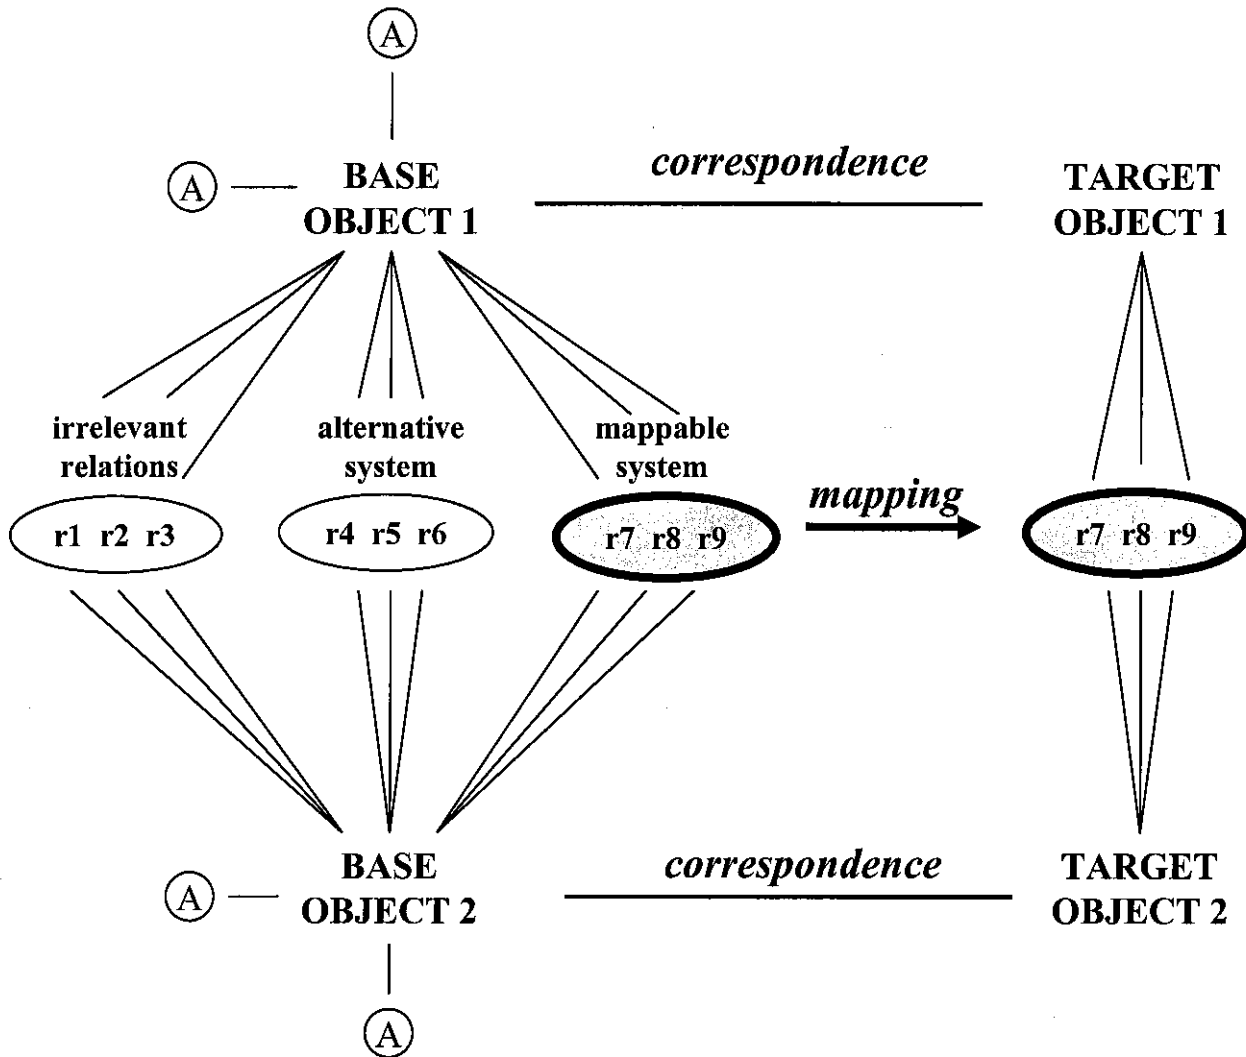 A
A
BASE
OBJECT 1
correspondence
TARGET
OBJECT 1
irrelevant
relations
alternative
system
mappable
system
r1 r2 r3
r4 r5 r6
r7 r8 r9
mapping
r7 r8 r9
A
BASE
OBJECT 2
correspondence
TARGET
OBJECT 2
A